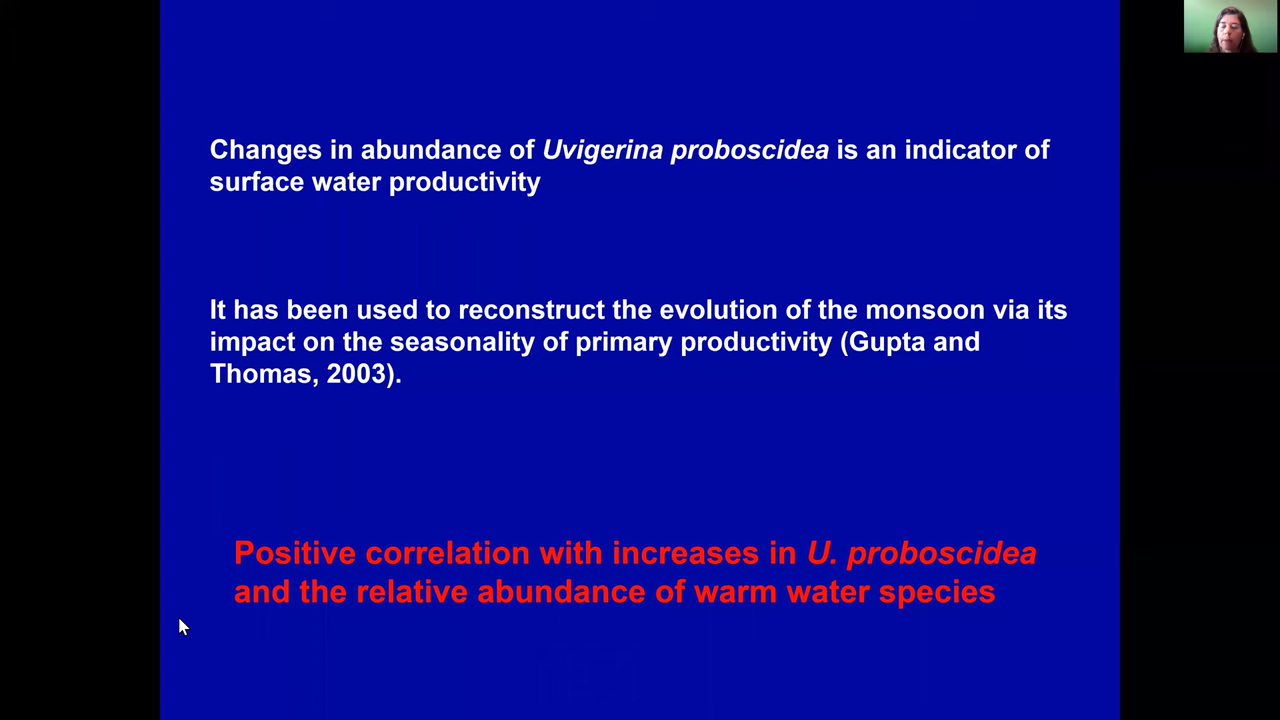 Changes in abundance of Uvigerina proboscidea is an indicator of
surface water productivity
It has been used to reconstruct the evolution of the monsoon via its
impact on the seasonality of primary productivity (Gupta and
Thomas, 2003).
Positive correlation with increases in U. proboscidea
and the relative abundance of warm water species